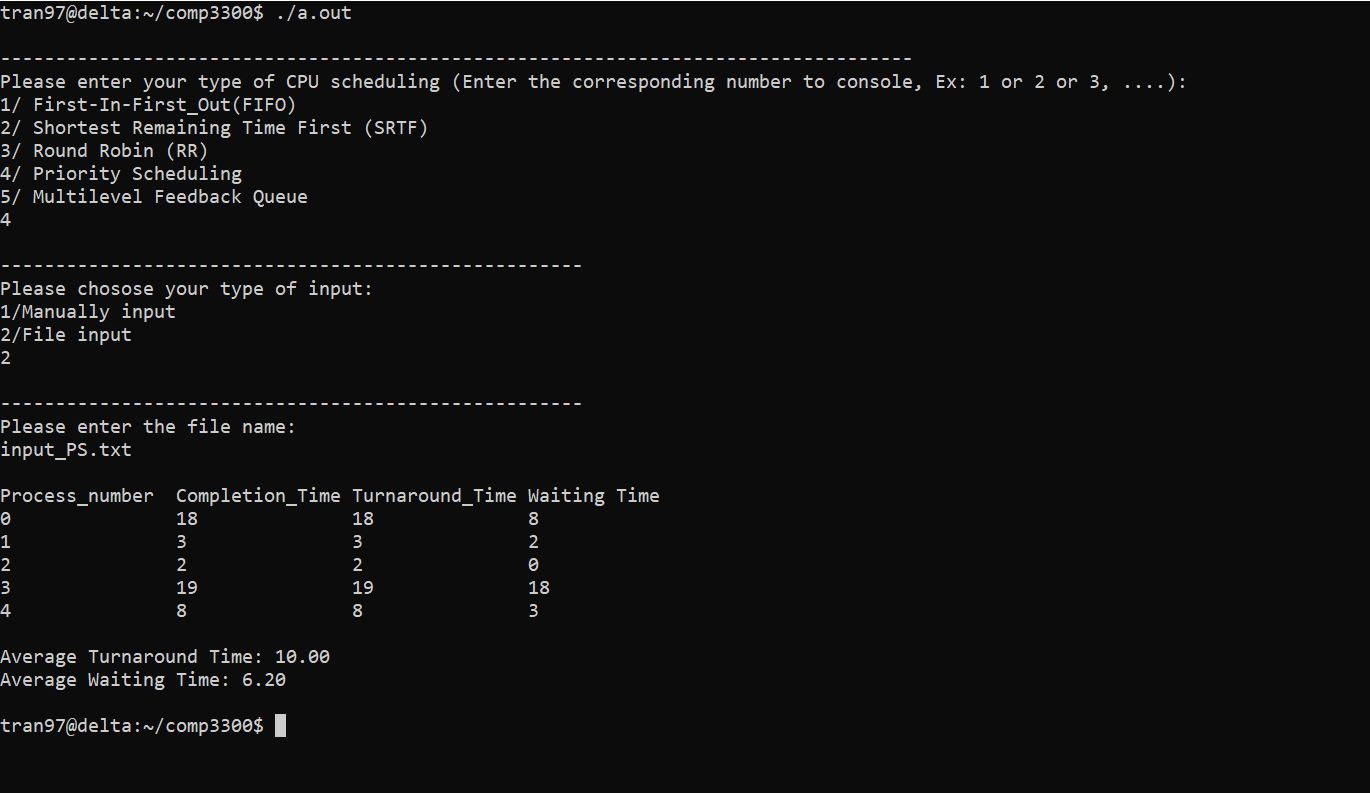 tran97@delta:~/comp3300$ ./a.out
-----------------------------------------------------------------------------------
Please enter your type of CPU scheduling (Enter the corresponding number to console, Ex: 1 or 2 or 3, ....):
1/ First-In-First_Out(FIFO)
2/ Shortest Remaining Time First (SRTF)
3/ Round Robin (RR)
4/ Priority Scheduling
5/ Multilevel Feedback Queue
4
-----------------------------------------------------
Please chosose your type of input:
1/Manually input
2/File input
2
-----------------------------------------------------
Please enter the file name:
input_PS.txt
Process_number  Completion_Time Turnaround_Time Waiting Time
0               18              18              8
1               3               3               2
2               2               2               0
3               19              19              18
4               8               8               3
Average Turnaround Time: 10.00
Average Waiting Time: 6.20
tran97@delta:~/comp3300$